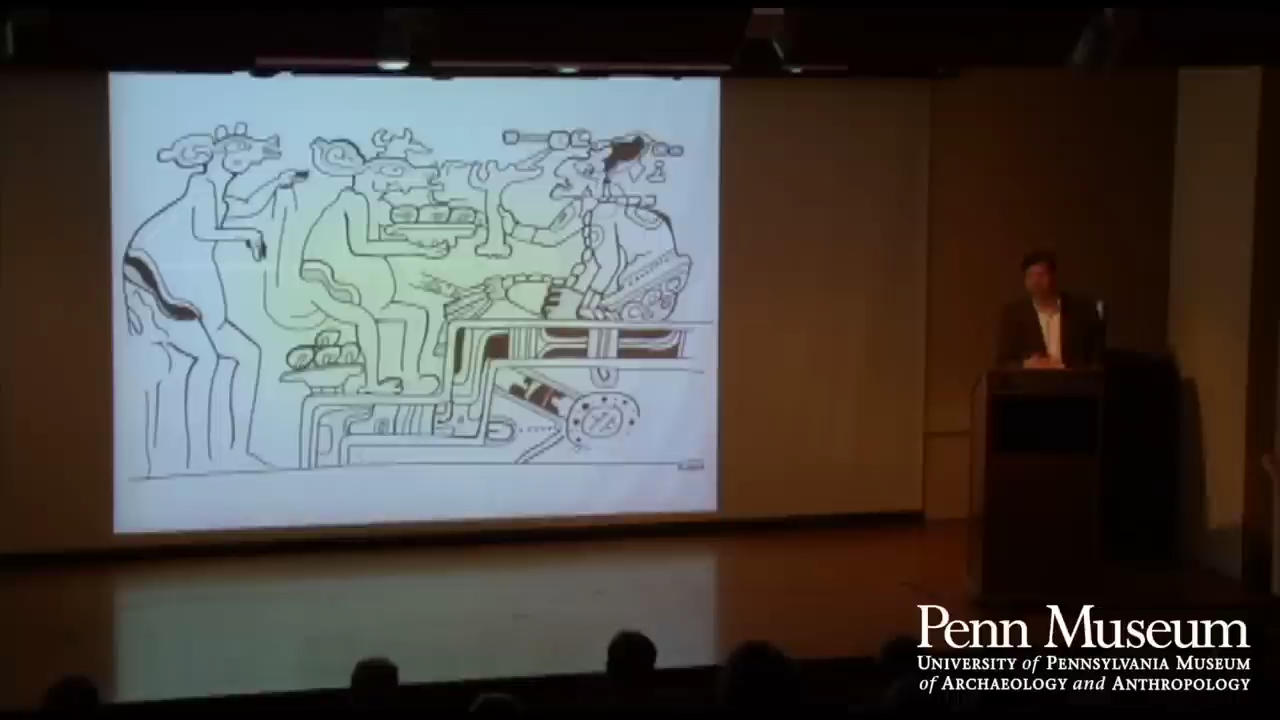 Penn Museum
UNIVERSITY of PENNSYLVANIA MUSEUM
of ARCHAEOLOGY and ANTHROPOLOGY